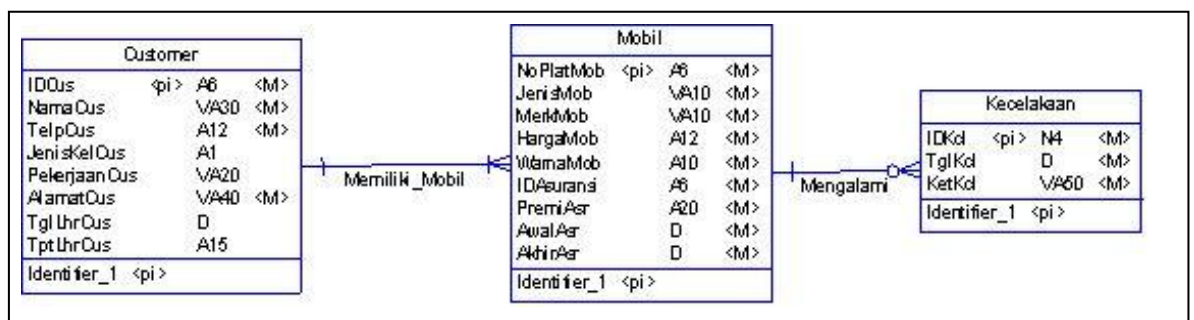 Customer
IDCus <pi> A6 <M>
NamaCus VA30 <M>
TelpCus A12 <M>
JenisKelCus A1
PekerjaanCus VA20
AlamatCus VA40 <M>
TglLhrCus D
TptLhrCus A15
Identifier_1 <pi>
Memiliki_Mobil
Mobil
NoPlatMob <pi> A6 <M>
JenisMob VA10 <M>
MerkMob VA10 <M>
HargaMob A12 <M>
WarnaMob A10 <M>
IDAsuransi A6 <M>
PremiAsr A20 <M>
AwalAsr D <M>
AkhirAsr D <M>
Identifier_1 <pi>
Mengalami
Kecelakaan
IDKcl <pi> N4 <M>
TglKcl D <M>
KetKcl VA50 <M>
Identifier_1 <pi>